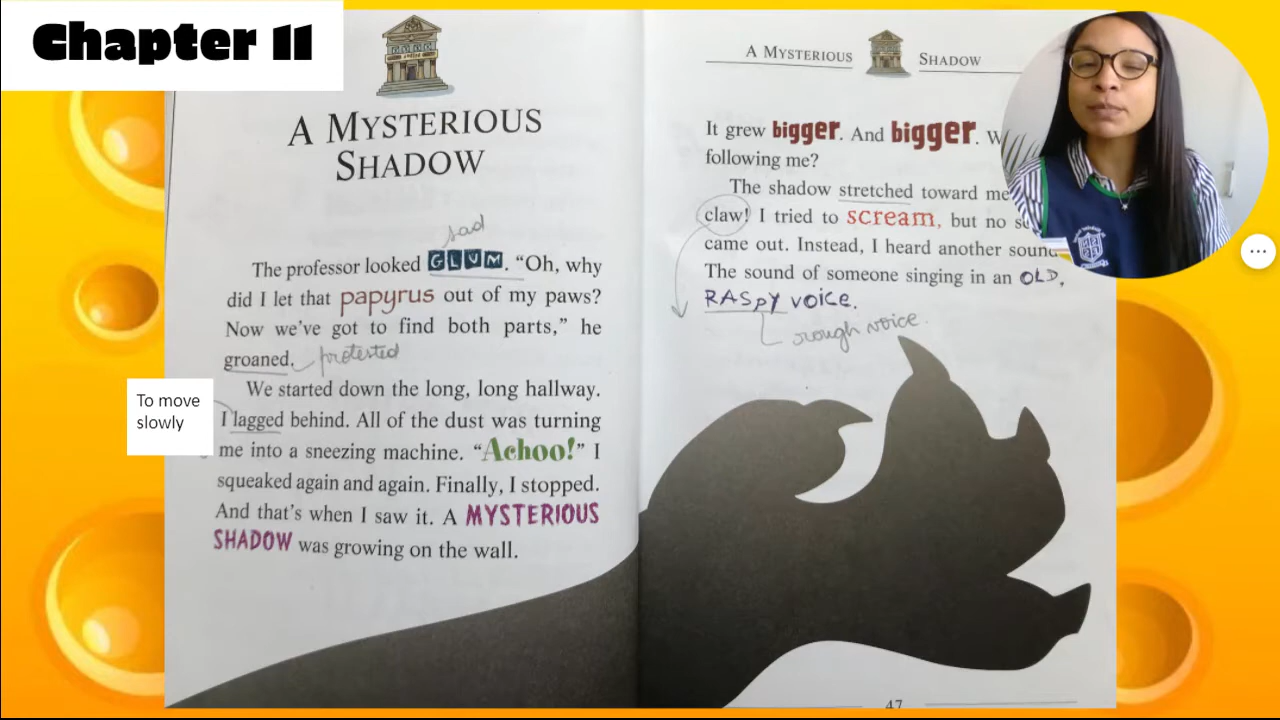 Chapter 11
A MYSTERIOUS
SHADOW
sad
The professor looked GLUM. “Oh, why
did I let that papyrus out of my paws?
Now we’ve got to find both parts,” he
groaned. protested
We started down the long, long hallway.
To move
slowly
I lagged behind. All of the dust was turning
me into a sneezing machine. “Achoo!” I
squeaked again and again. Finally, I stopped.
And that’s when I saw it. A MYSTERIOUS
SHADOW was growing on the wall.
A MYSTERIOUS SHADOW
It grew bigger. And bigger.
following me?
The shadow stretched toward me
claw! I tried to scream, but no
came out. Instead, I heard another sound
The sound of someone singing in an OLD,
RASPY VOICE.
rough voice.
47